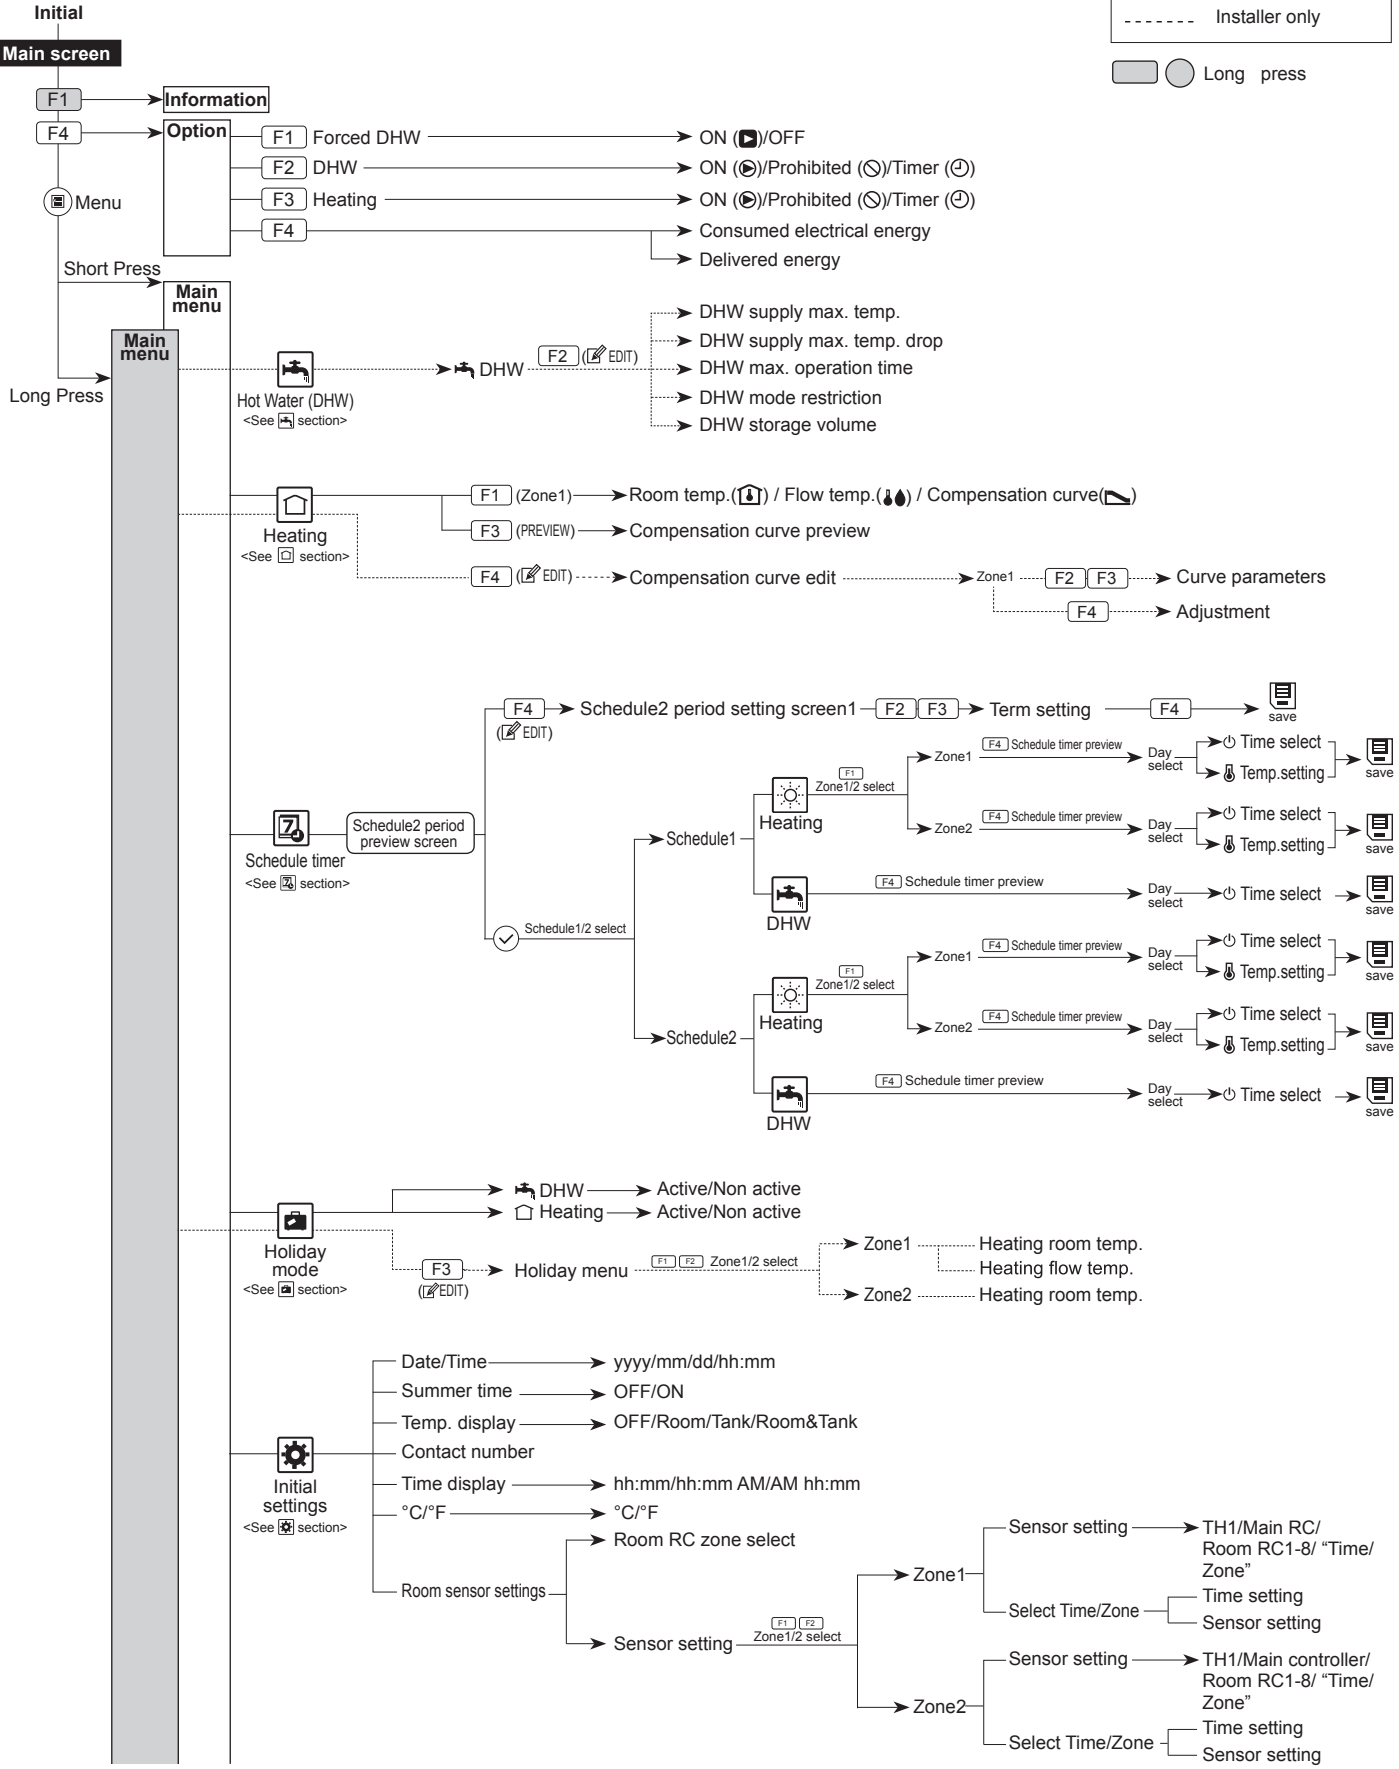 Initial
Installer only
Main screen
Long press
F1 Information
F4 Option
F1 Forced DHW ON ( )/OFF
F2 DHW ON ( )/Prohibited ( )/Timer ( )
Menu
F3 Heating ON ( )/Prohibited ( )/Timer ( )
F4 Consumed electrical energy
Delivered energy
Short Press
Main
menu
Main
menu
Long Press
Hot Water (DHW)
<See section>
DHW F2 ( EDIT)
DHW supply max. temp.
DHW supply max. temp. drop
DHW max. operation time
DHW mode restriction
DHW storage volume
Heating
<See section>
F1 (Zone1) Room temp.( ) / Flow temp.( ) / Compensation curve( )
F3 (PREVIEW) Compensation curve preview
F4 ( EDIT) Compensation curve edit Zone1 F2 F3 Curve parameters
F4 Adjustment
Schedule timer
<See section>
Schedule2 period
preview screen
F4 Schedule2 period setting screen1 F2 F3 Term setting F4 save
( EDIT)
Schedule1/2 select
Schedule1
Heating
F1
Zone1/2 select
Zone1 F4 Schedule timer preview Day
select
Time select
Temp.setting
save
Zone2 F4 Schedule timer preview Day
select
Time select
Temp.setting
save
DHW
F4 Schedule timer preview Day
select
Time select
save
Schedule2
Heating
F1
Zone1/2 select
Zone1 F4 Schedule timer preview Day
select
Time select
Temp.setting
save
Zone2 F4 Schedule timer preview Day
select
Time select
Temp.setting
save
DHW
F4 Schedule timer preview Day
select
Time select
save
Holiday
mode
<See section>
DHW Active/Non active
Heating Active/Non active
F3 Holiday menu F1 F2 Zone1/2 select
( EDIT)
Zone1 Heating room temp.
Heating flow temp.
Zone2 Heating room temp.
Initial
settings
<See section>
Date/Time yyyy/mm/dd/hh:mm
Summer time OFF/ON
Temp. display OFF/Room/Tank/Room&Tank
Contact number
Time display hh:mm/hh:mm AM/AM hh:mm
°C/°F °C/°F
Room sensor settings
Room RC zone select
Sensor setting
F1 F2
Zone1/2 select
Zone1
Sensor setting TH1/Main RC/
Room RC1-8/ “Time/
Zone”
Select Time/Zone
Time setting
Sensor setting
Zone2
Sensor setting TH1/Main controller/
Room RC1-8/ “Time/
Zone”
Select Time/Zone
Time setting
Sensor setting